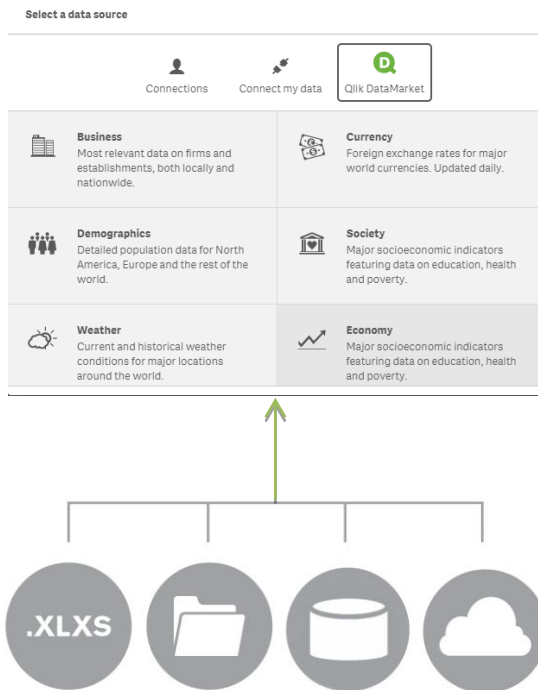 Select a data source
Connections
Connect my data
D
Qlik DataMarket
Business
Most relevant data on firms and
establishments, both locally and
nationwide.
Currency
Foreign exchange rates for major
world currencies. Updated daily.
Demographics
Detailed population data for North
America, Europe and the rest of the
world.
Society
Major socioeconomic indicators
featuring data on education, health
and poverty.
Weather
Current and historical weather
conditions for major locations
around the world.
Economy
Major socioeconomic indicators
featuring data on education, health
and poverty.
.XLXS